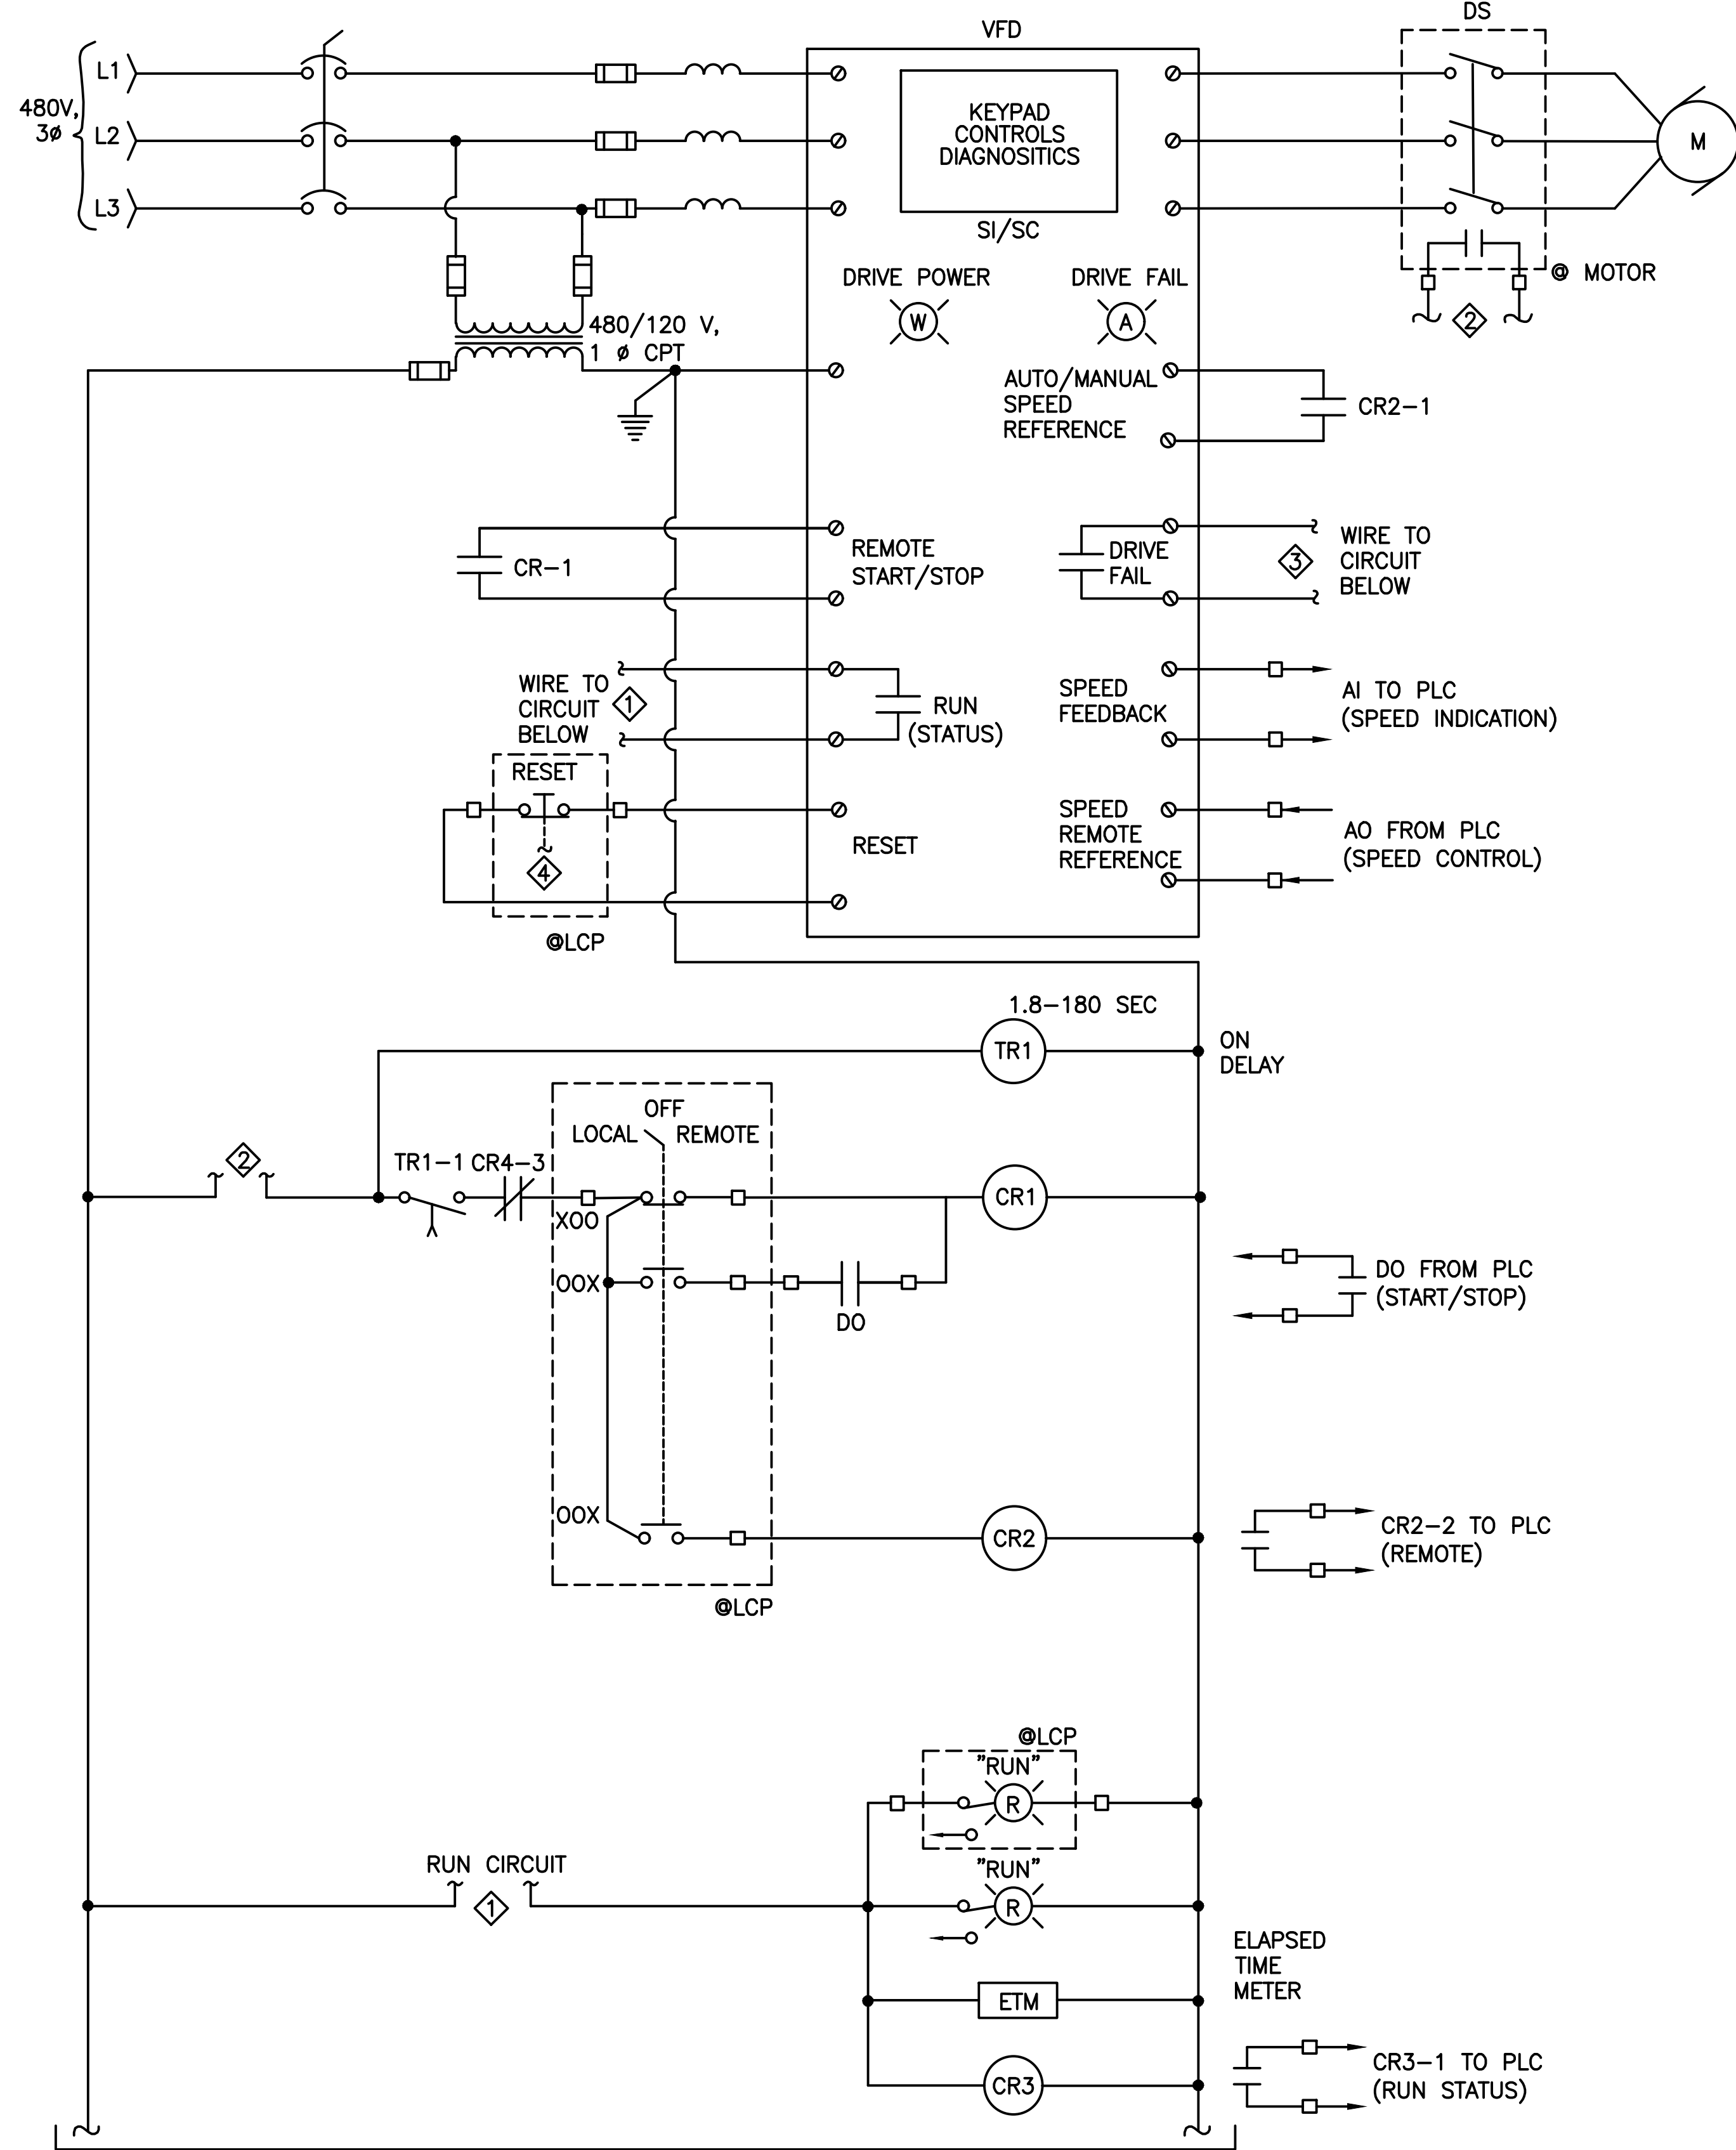 VFD
DS
L1
480V,
3ø
L2
L3
KEYPAD
CONTROLS
DIAGNOSITICS
SI/SC
M
@ MOTOR
2
DRIVE POWER
W
DRIVE FAIL
A
480/120 V,
1 ø CPT
AUTO/MANUAL
SPEED
REFERENCE
CR2-1
CR-1
REMOTE
START/STOP
DRIVE
FAIL
3
WIRE TO
CIRCUIT
BELOW
WIRE TO
CIRCUIT
BELOW
1
RUN
(STATUS)
SPEED
FEEDBACK
AI TO PLC
(SPEED INDICATION)
RESET
4
@LCP
RESET
SPEED
REMOTE
REFERENCE
AO FROM PLC
(SPEED CONTROL)
1.8-180 SEC
TR1
ON
DELAY
OFF
LOCAL
REMOTE
2
TR1-1
CR4-3
XOO
CR1
OOX
DO
DO FROM PLC
(START/STOP)
OOX
CR2
CR2-2 TO PLC
(REMOTE)
@LCP
@LCP
"RUN"
R
RUN CIRCUIT
1
"RUN"
R
ELAPSED
TIME
METER
ETM
CR3
CR3-1 TO PLC
(RUN STATUS)